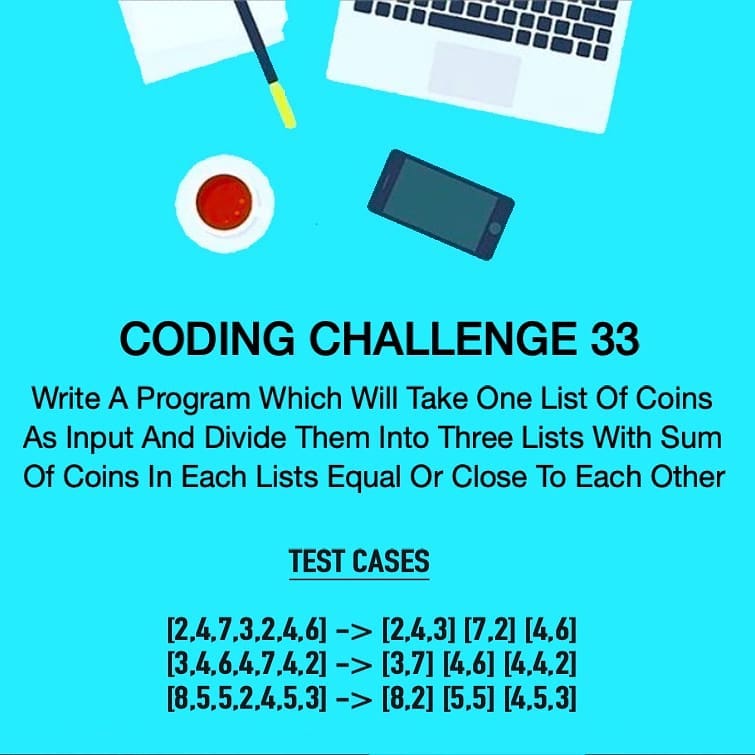 CODING CHALLENGE 33
Write A Program Which Will Take One List Of Coins
As Input And Divide Them Into Three Lists With Sum
Of Coins In Each Lists Equal Or Close To Each Other
TEST CASES
[2,4,7,3,2,4,6] -> [2,4,3] [7,2] [4,6]
[3,4,6,4,7,4,2] -> [3,7] [4,6] [4,4,2]
[8,5,5,2,4,5,3] -> [8,2] [5,5] [4,5,3]